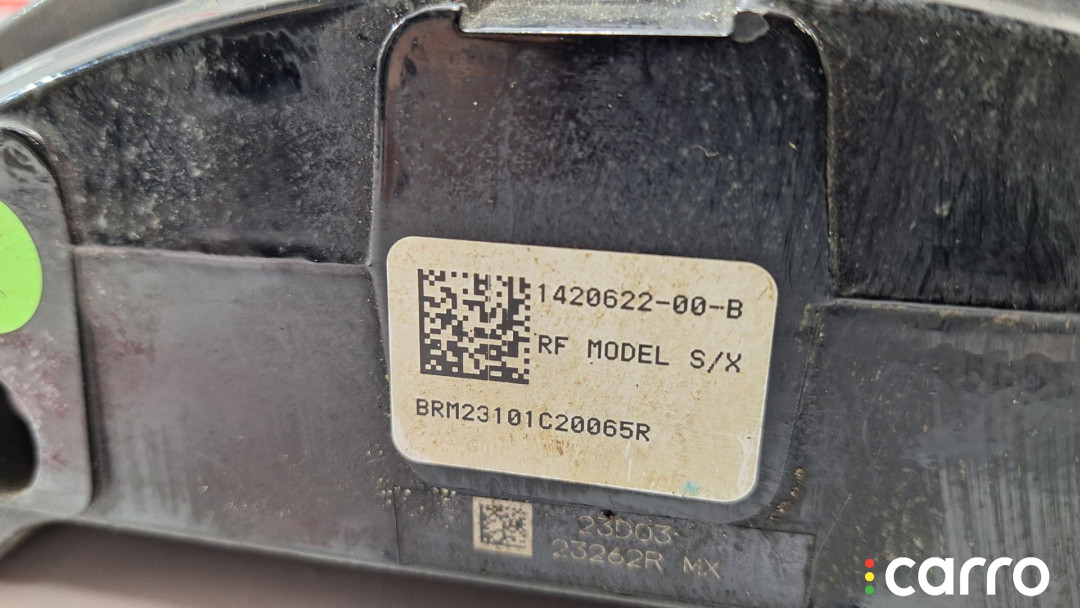 1420622-00-B
RF MODEL S/X
BRM23101C20065R
23D03
23262R MX
carro